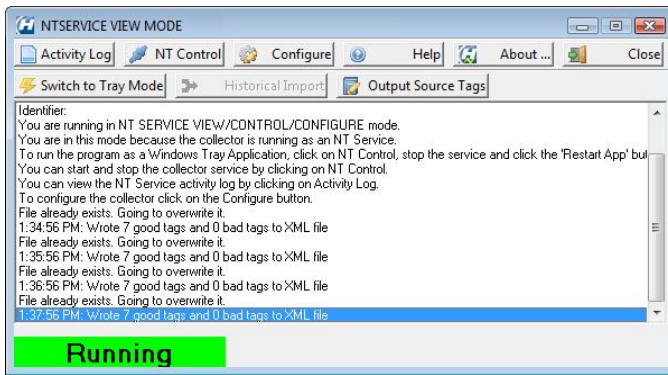 NTSERVICE VIEW MODE
Activity Log NT Control Configure Help About ... Close
Switch to Tray Mode Historical Import Output Source Tags
Identifier:
You are running in NT SERVICE VIEW/CONTROL/CONFIGURE mode.
You are in this mode because the collector is running as an NT Service.
To run the program as a Windows Tray Application, click on NT Control, stop the service and click the 'Restart App' but
You can start and stop the collector service by clicking on NT Control.
You can view the NT Service activity log by clicking on Activity Log.
To configure the collector click on the Configure button.
File already exists. Going to overwrite it.
1:34:56 PM: Wrote 7 good tags and 0 bad tags to XML file
File already exists. Going to overwrite it.
1:35:56 PM: Wrote 7 good tags and 0 bad tags to XML file
File already exists. Going to overwrite it.
1:36:56 PM: Wrote 7 good tags and 0 bad tags to XML file
File already exists. Going to overwrite it.
1:37:56 PM: Wrote 7 good tags and 0 bad tags to XML file
Running